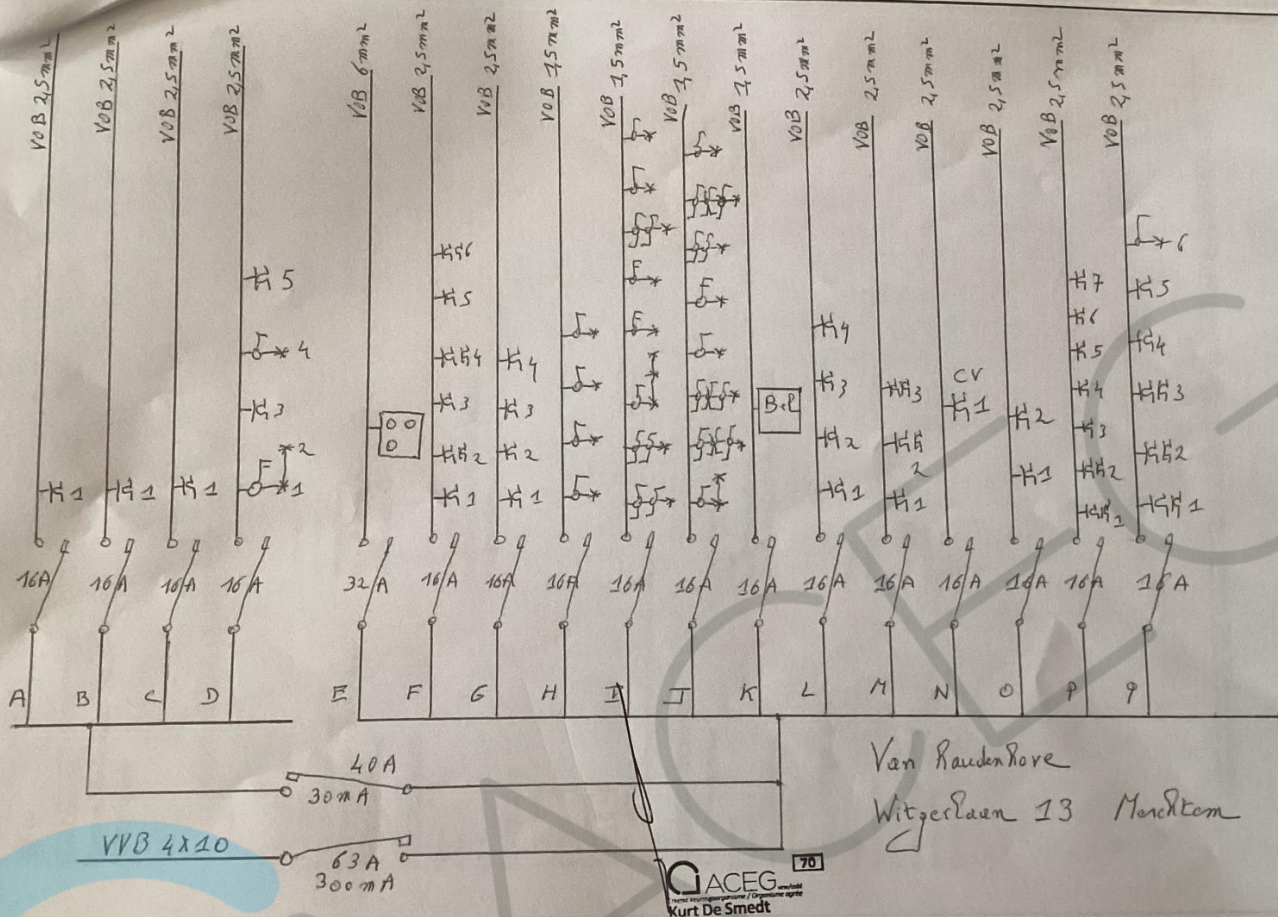 VOB 2,5mm²
VOB 2,5mm²
VOB 2,5mm²
VOB 2,5mm²
VOB 6mm²
VOB 2,5mm²
VOB 2,5mm²
VOB 1,5mm²
VOB 1,5mm²
VOB 1,5mm²
VOB 1,5mm²
VOB 2,5mm²
VOB 2,5mm²
VOB 2,5mm²
VOB 2,5mm²
VOB 2,5mm²
VOB 2,5mm²
1
1
1
5
4
3
2
1
6
5
4
3
2
1
4
3
2
1
Bel
4
3
2
1
3
2
1
CV
1
2
1
7
6
5
4
3
2
1
6
5
4
3
2
1
16A 16A 16A 16A 32A 16A 16A 16A 16A 16A 16A 16A 16A 16A 16A 16A 16A
A B C D E F G H I J K L M N O P Q
40A
30mA
VVB 4x10
63A
300mA
Witgerlaan 13
70
ACEG
Kurt De Smedt